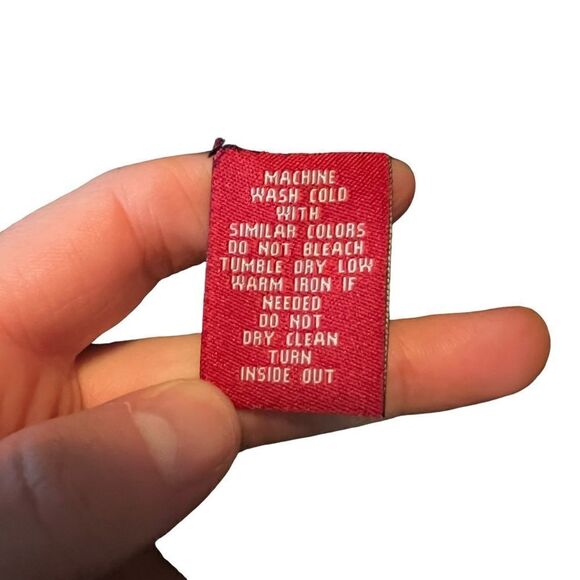 MACHINE
WASH COLD
WITH
SIMILAR COLORS
DO NOT BLEACH
TUMBLE DRY LOW
WARM IRON IF
NEEDED
DO NOT
DRY CLEAN
TURN
INSIDE OUT